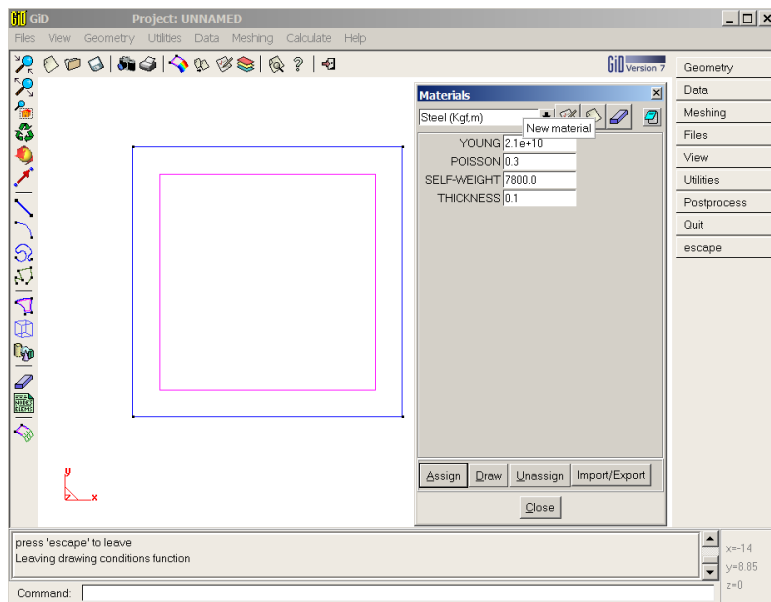 GiD Project: UNNAMED
Files View Geometry Utilities Data Meshing Calculate Help
GiD Version 7
Materials
Steel (Kgf,m)
New material
YOUNG 2.1e+10
POISSON 0.3
SELF-WEIGHT 7800.0
THICKNESS 0.1
Assign Draw Unassign Import/Export
Close
Geometry
Data
Meshing
Files
View
Utilities
Postprocess
Quit
escape
y
z x
press 'escape' to leave
Leaving drawing conditions function
Command:
x=-14
y=8.85
z=0